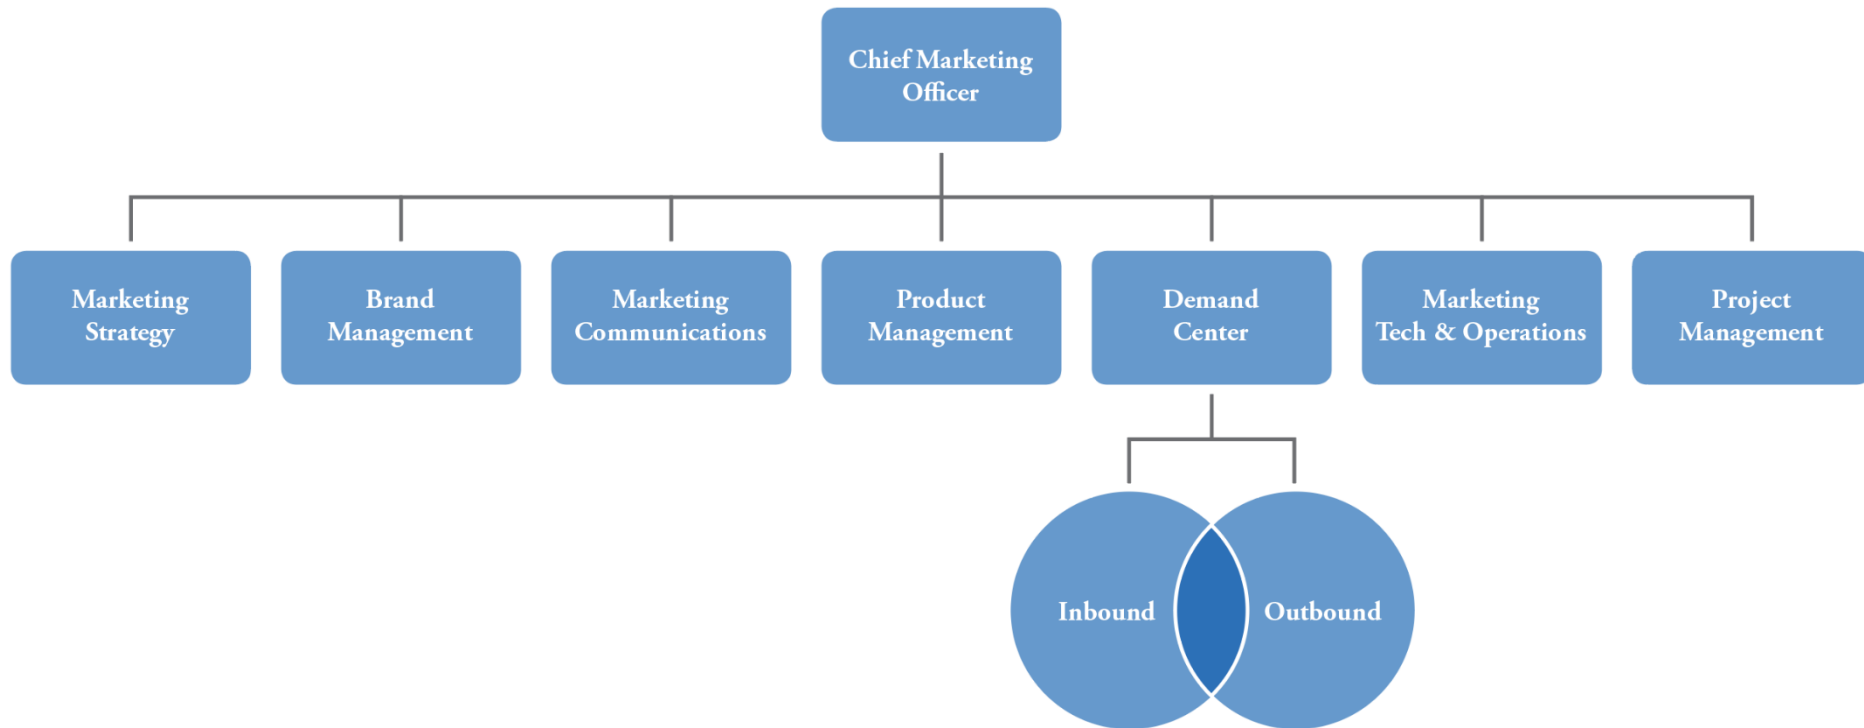 Chief Marketing
Officer
Marketing
Strategy
Brand
Management
Marketing
Communications
Product
Management
Demand
Center
Marketing
Tech & Operations
Project
Management
Inbound
Outbound